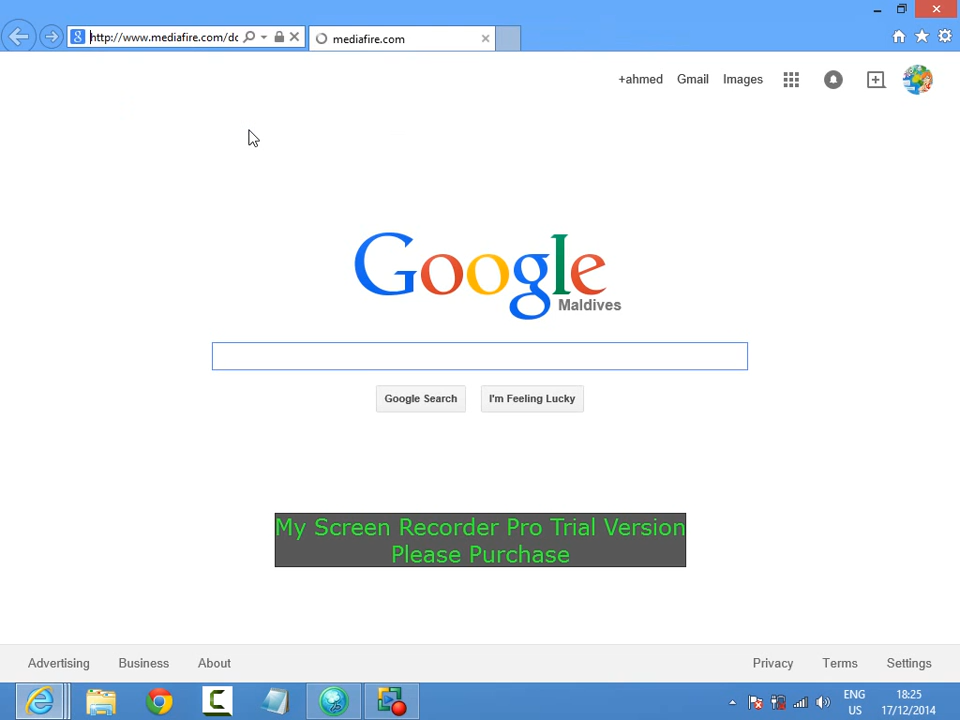 http://www.mediafire.com/dc
mediafire.com
+ahmed Gmail Images
Google
Maldives
Google Search I'm Feeling Lucky
My Screen Recorder Pro Trial Version
Please Purchase
Advertising Business About Privacy Terms Settings
ENG 18:25
US 17/12/2014